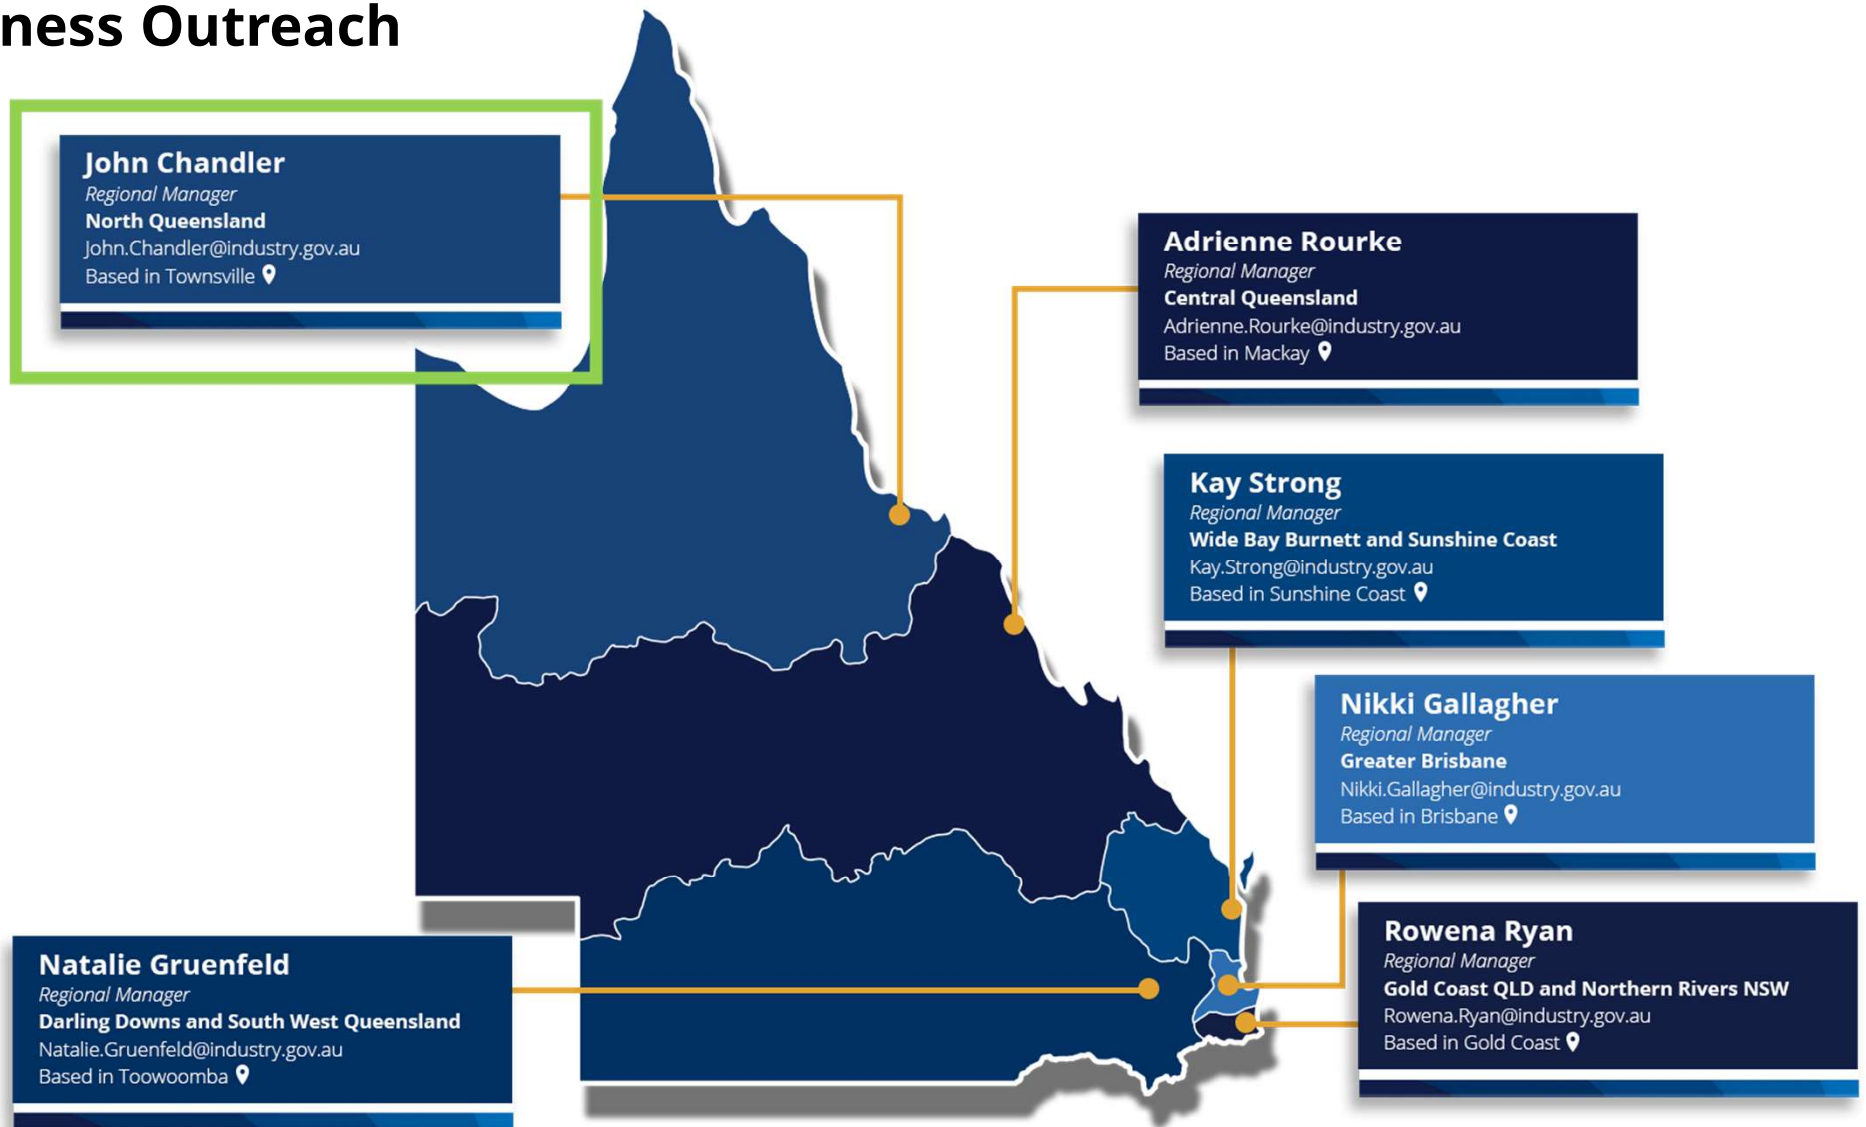 ness Outreach
John Chandler
Regional Manager
North Queensland
John.Chandler@industry.gov.au
Based in Townsville
Adrienne Rourke
Regional Manager
Central Queensland
Adrienne.Rourke@industry.gov.au
Based in Mackay
Kay Strong
Regional Manager
Wide Bay Burnett and Sunshine Coast
Kay.Strong@industry.gov.au
Based in Sunshine Coast
Nikki Gallagher
Regional Manager
Greater Brisbane
Nikki.Gallagher@industry.gov.au
Based in Brisbane
Rowena Ryan
Regional Manager
Gold Coast QLD and Northern Rivers NSW
Rowena.Ryan@industry.gov.au
Based in Gold Coast
Natalie Gruenfeld
Regional Manager
Darling Downs and South West Queensland
Natalie.Gruenfeld@industry.gov.au
Based in Toowoomba